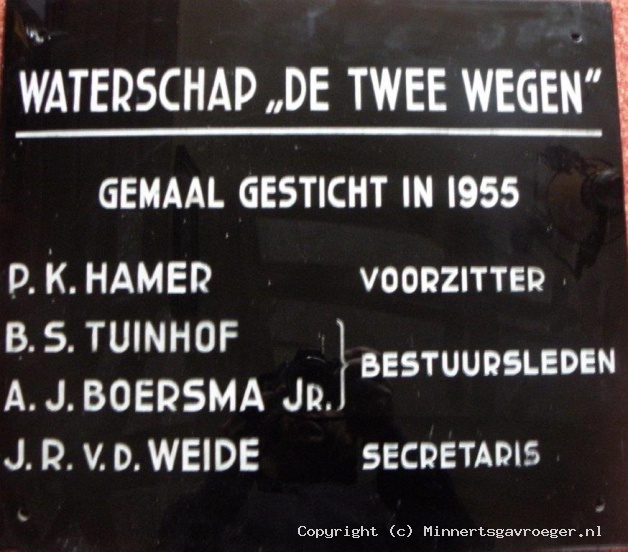 WATERSCHAP „DE TWEE WEGEN”
GEMAAL GESTICHT IN 1955
P. K. HAMER VOORZITTER
B. S. TUINHOF
BESTUURSLEDEN
A. J. BOERSMA JR.
J. R. V. D. WEIDE SECRETARIS
Copyright (c) Minnertsgavroeger.nl